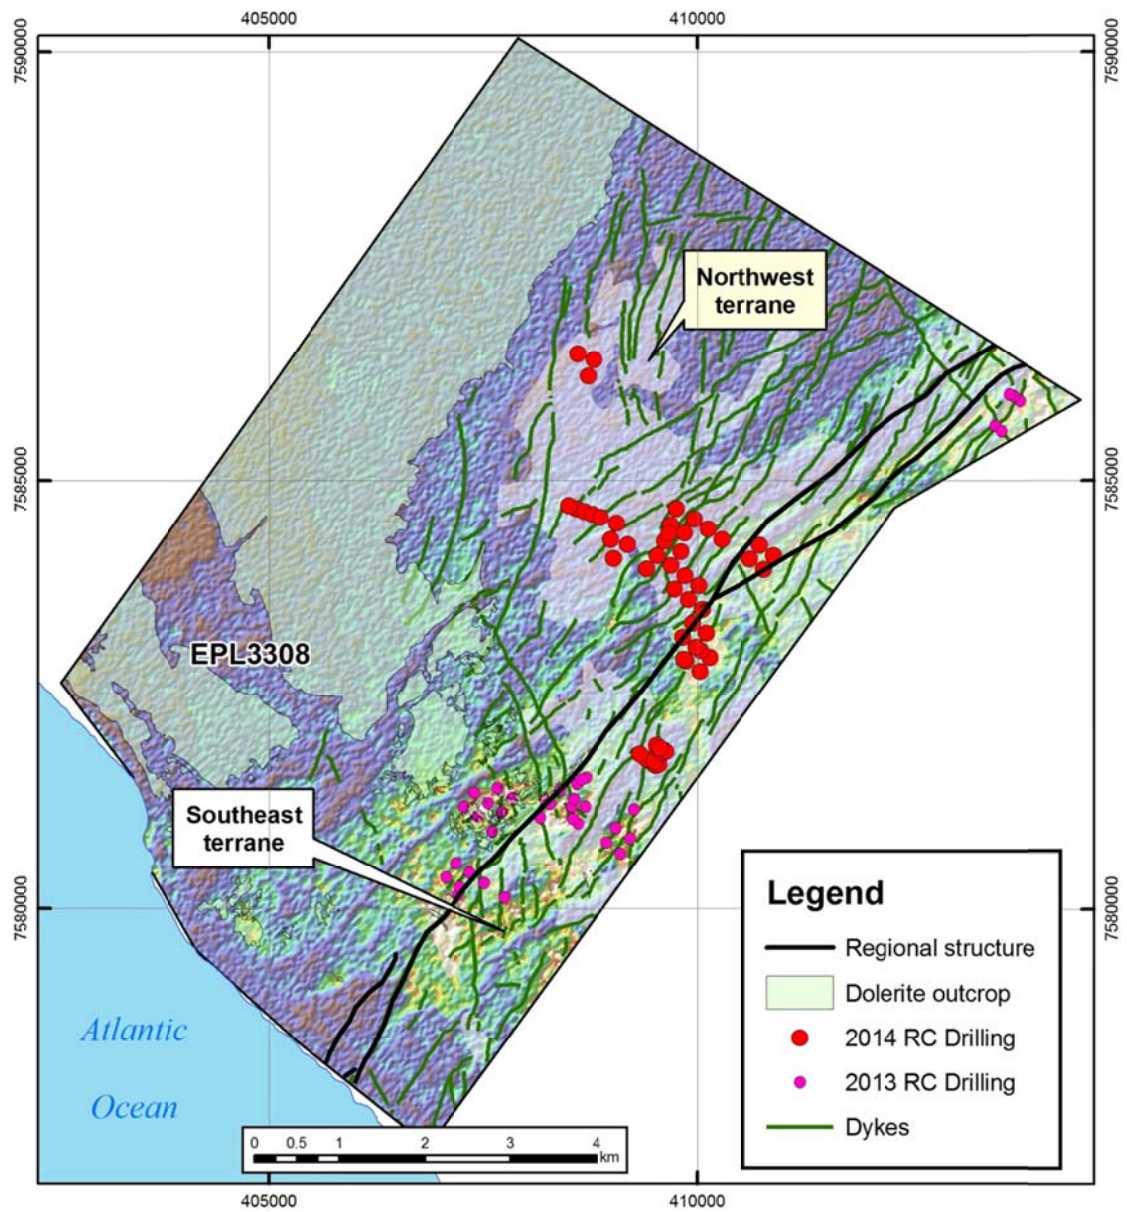 405000
410000
7590000
7590000
Northwest
terrane
7585000
7585000
EPL3308
Southeast
terrane
7580000
7580000
Legend
Regional structure
Dolerite outcrop
2014 RC Drilling
2013 RC Drilling
Dykes
Atlantic
Ocean
0 0.5 1 2 3 4
km
405000
410000